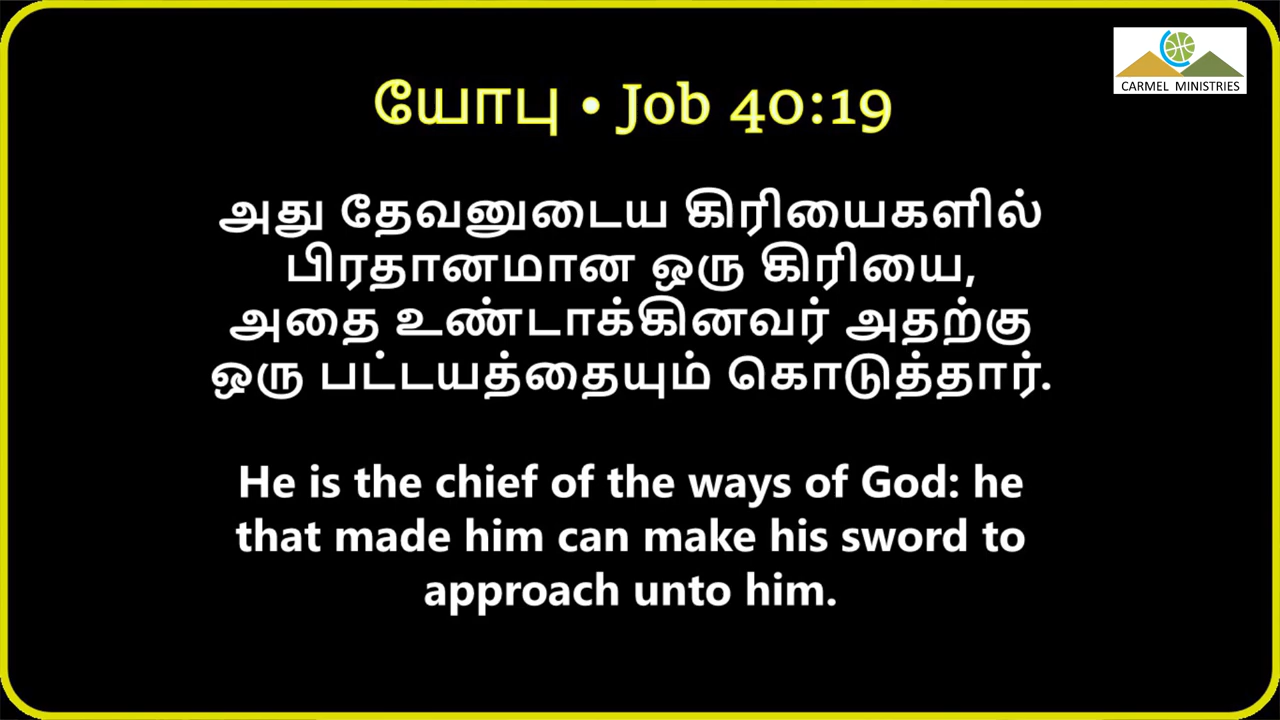 CARMEL MINISTRIES
யோபு • Job 40:19
அது தேவனுடைய கிரியைகளில்
பிரதானமான ஒரு கிரியை,
அதை உண்டாக்கினவர் அதற்கு
ஒரு பட்டயத்தையும் கொடுத்தார்.
He is the chief of the ways of God: he
that made him can make his sword to
approach unto him.